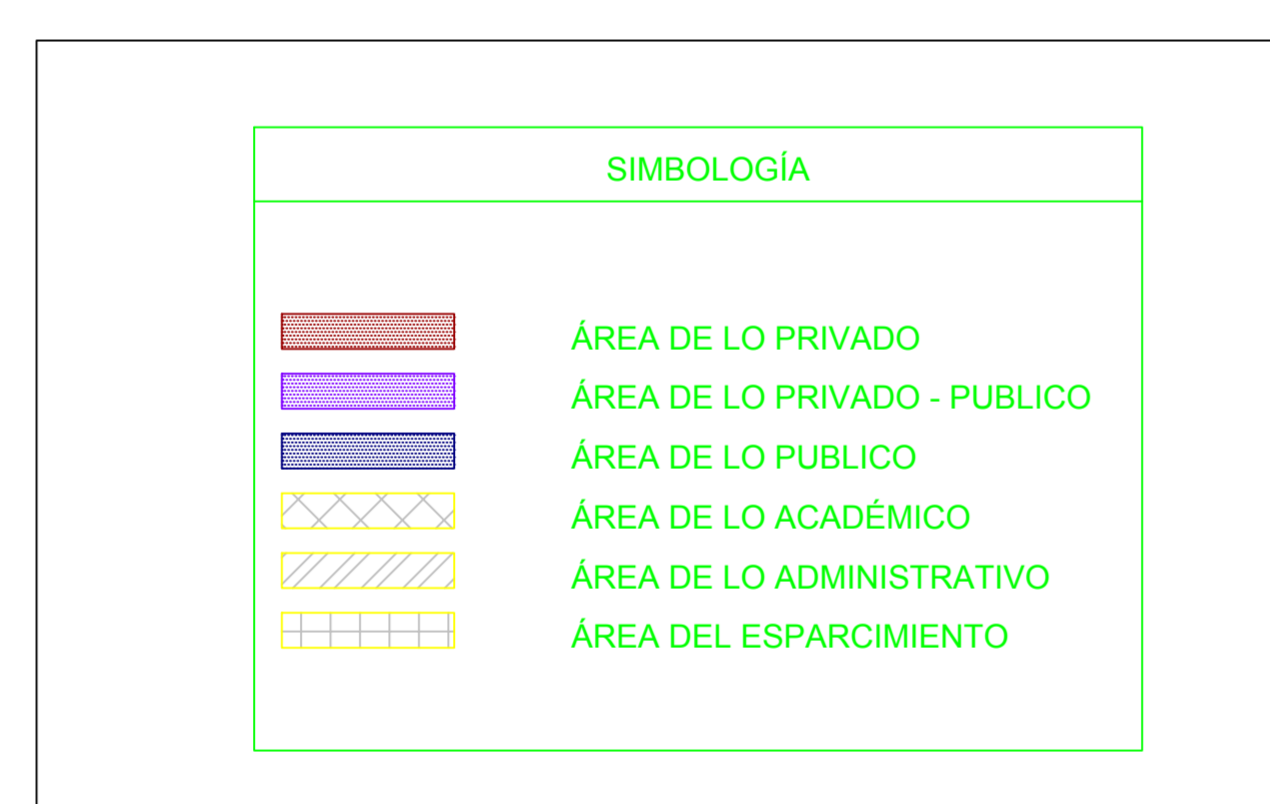 SIMBOLOGÍA
ÁREA DE LO PRIVADO
ÁREA DE LO PRIVADO - PUBLICO
ÁREA DE LO PUBLICO
ÁREA DE LO ACADÉMICO
ÁREA DE LO ADMINISTRATIVO
ÁREA DEL ESPARCIMIENTO